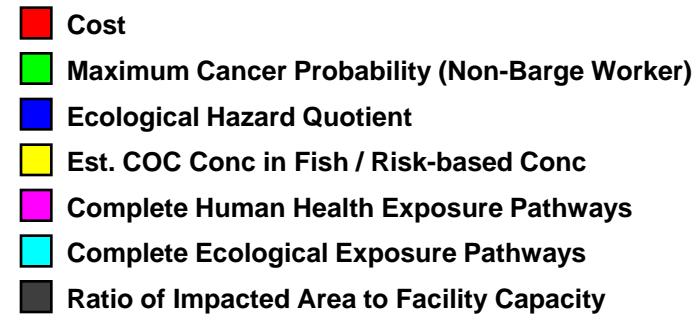 Cost
Maximum Cancer Probability (Non-Barge Worker)
Ecological Hazard Quotient
Est. COC Conc in Fish / Risk-based Conc
Complete Human Health Exposure Pathways
Complete Ecological Exposure Pathways
Ratio of Impacted Area to Facility Capacity